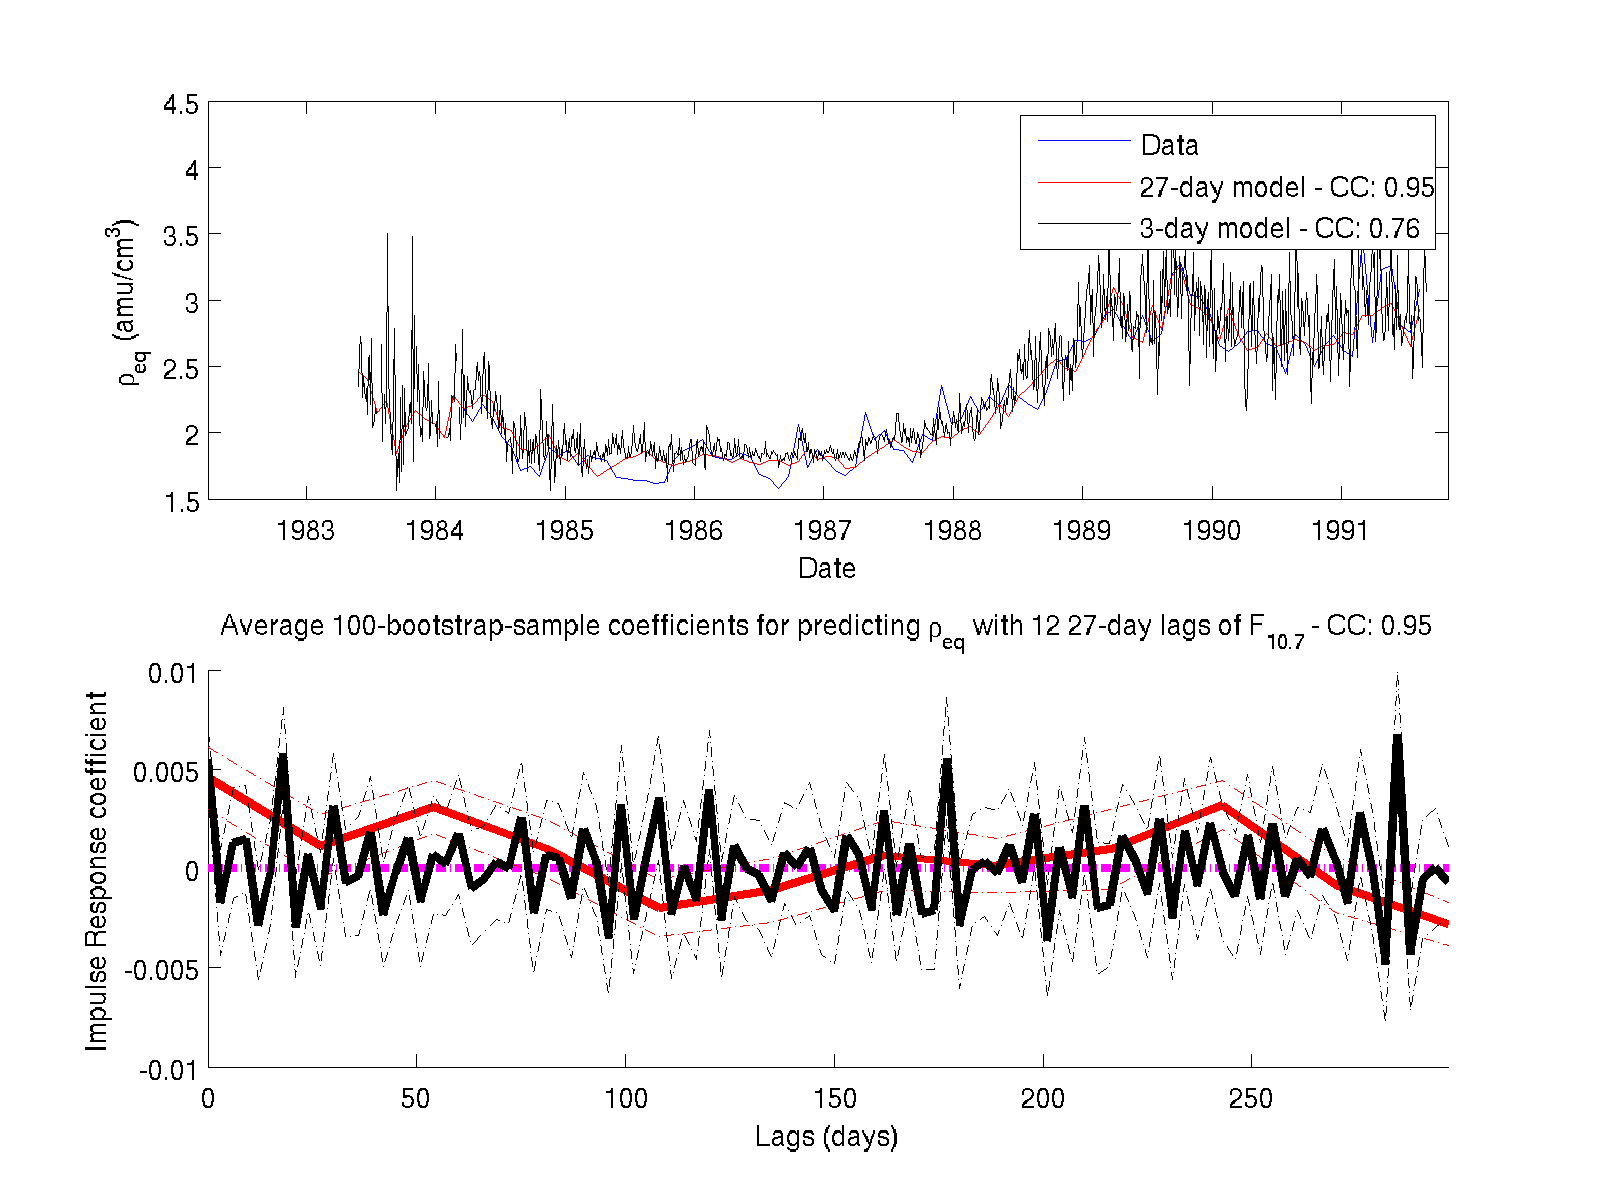 4.5
4
3.5
3
2.5
2
1.5
ρeq (amu/cm3)
Data
27-day model - CC: 0.95
3-day model - CC: 0.76
1983 1984 1985 1986 1987 1988 1989 1990 1991
Date
Average 100-bootstrap-sample coefficients for predicting ρeq with 12 27-day lags of F10.7 - CC: 0.95
0.01
0.005
0
-0.005
-0.01
Impulse Response coefficient
0 50 100 150 200 250
Lags (days)